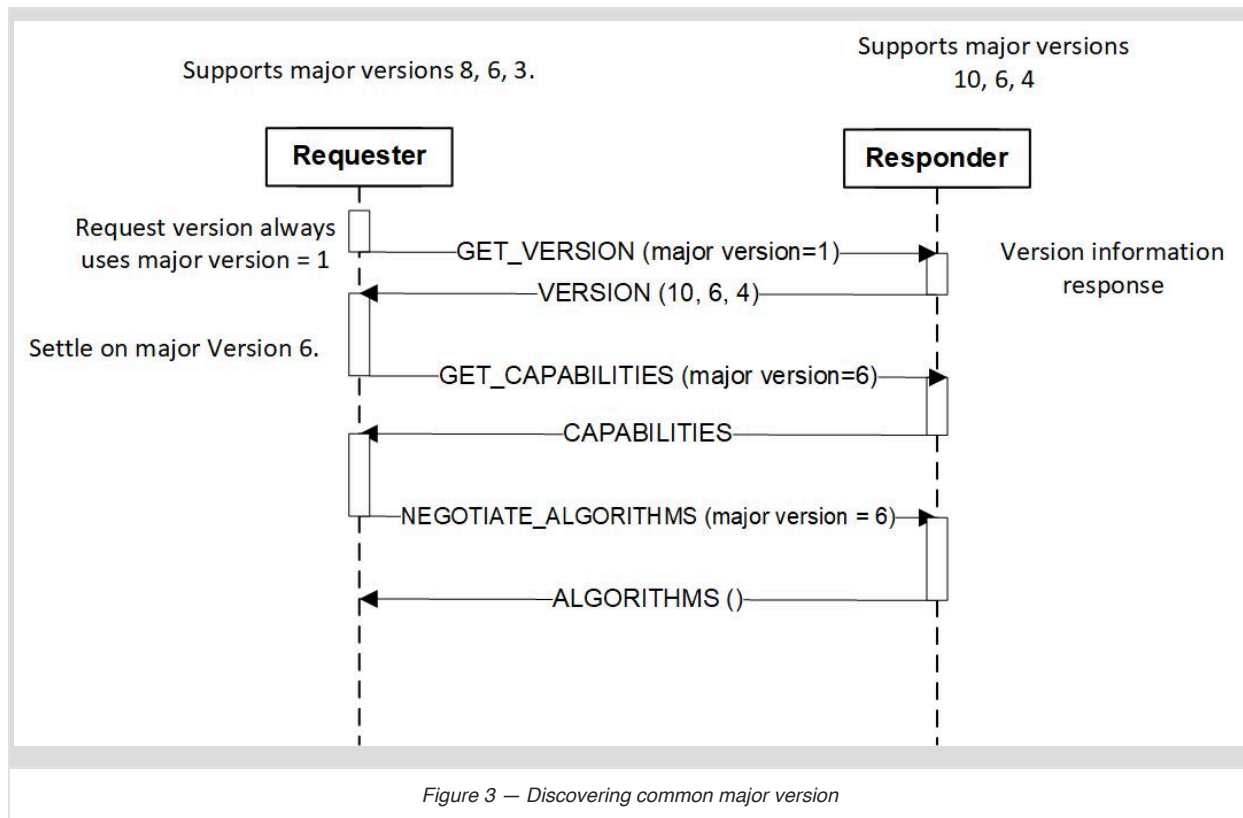 Supports major versions 8, 6, 3.
Supports major versions
10, 6, 4
Requester
Responder
Request version always
uses major version = 1
GET_VERSION (major version=1)
Version information
response
VERSION (10, 6, 4)
Settle on major Version 6.
GET_CAPABILITIES (major version=6)
CAPABILITIES
NEGOTIATE_ALGORITHMS (major version = 6)
ALGORITHMS ()
Figure 3 — Discovering common major version